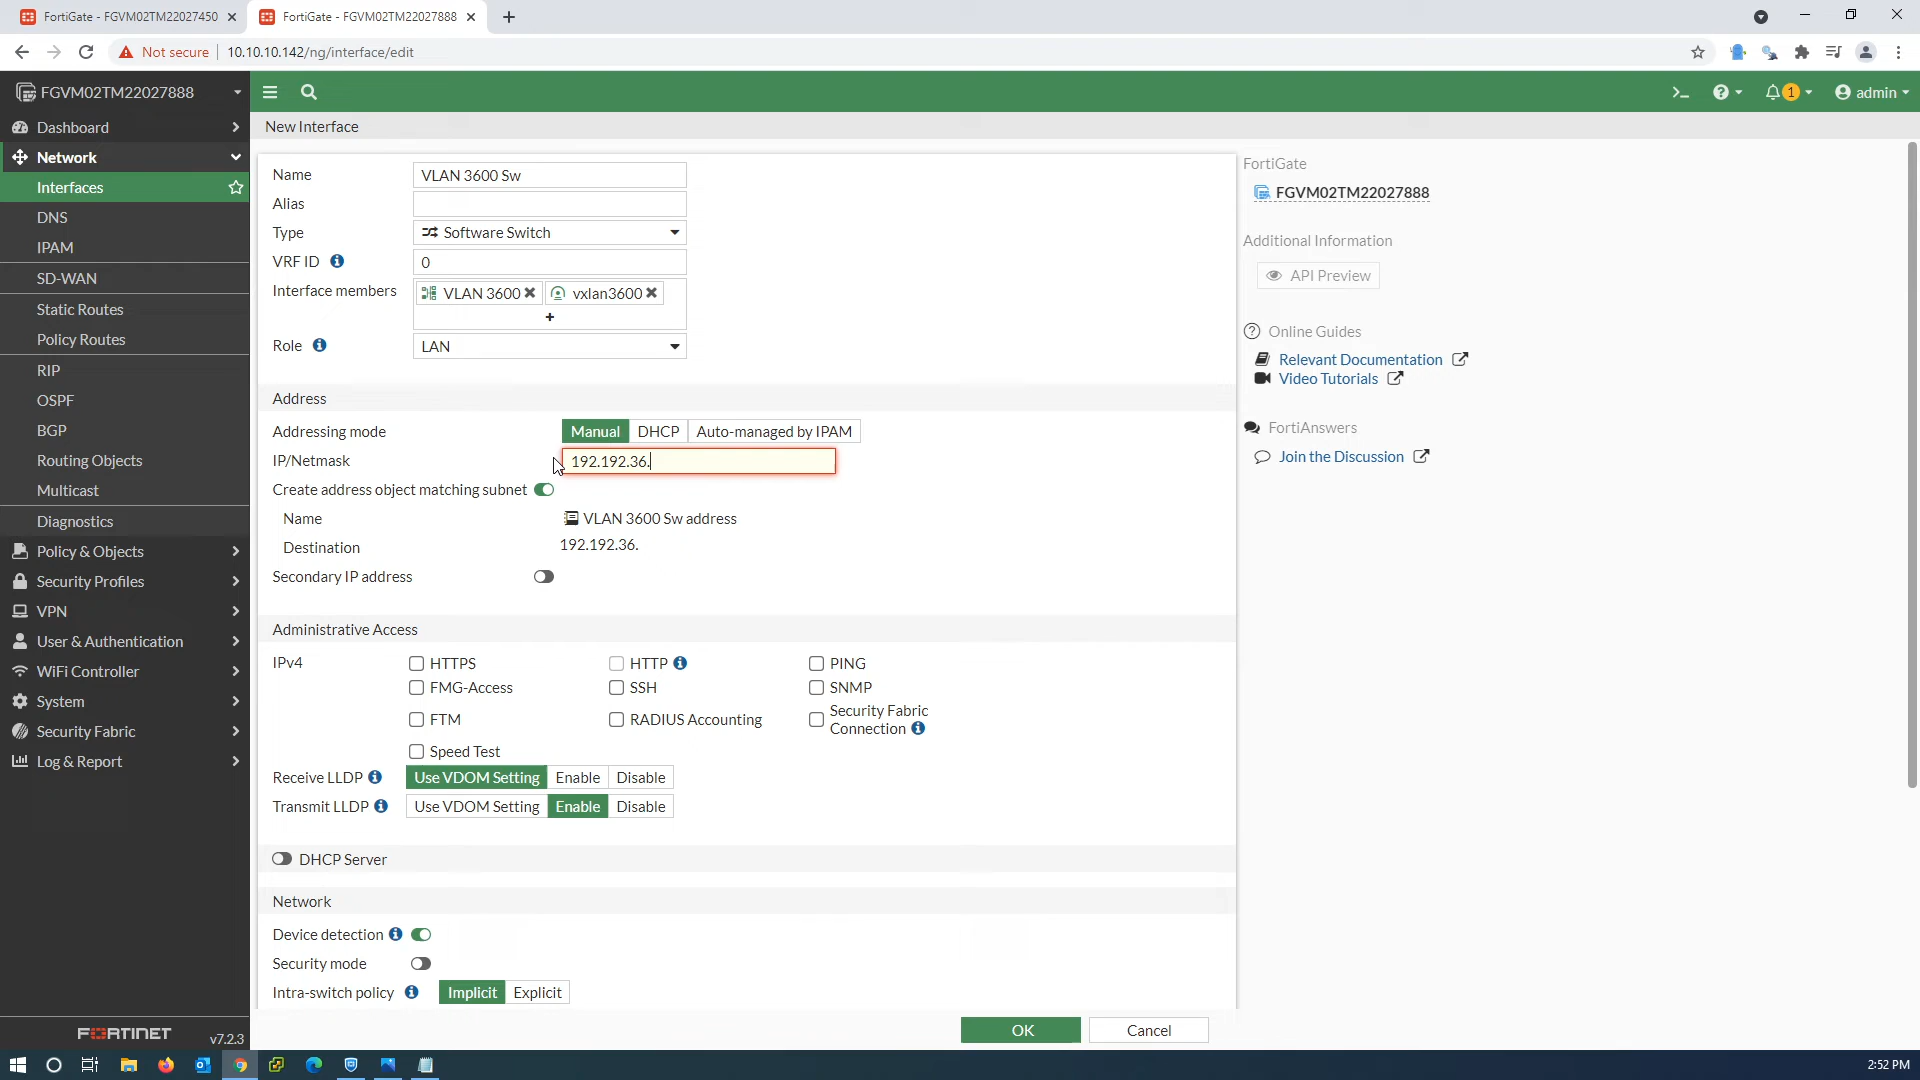 FortiGate - FGVM02TM22027450
FortiGate - FGVM02TM22027888
Not secure
10.10.10.142/ng/interface/edit
FGVM02TM22027888
1
admin
Dashboard
Network
Interfaces
DNS
IPAM
SD-WAN
Static Routes
Policy Routes
RIP
OSPF
BGP
Routing Objects
Multicast
Diagnostics
Policy & Objects
Security Profiles
VPN
User & Authentication
WiFi Controller
System
Security Fabric
Log & Report
FORTINET
v7.2.3
New Interface
Name
VLAN 3600 Sw
Alias
Type
Software Switch
VRF ID
0
Interface members
VLAN 3600
vxlan3600
Role
LAN
Address
Addressing mode
Manual
DHCP
Auto-managed by IPAM
IP/Netmask
192.192.36.
Create address object matching subnet
Name
VLAN 3600 Sw address
Destination
192.192.36.
Secondary IP address
Administrative Access
IPv4
HTTPS
HTTP
PING
FMG-Access
SSH
SNMP
FTM
RADIUS Accounting
Security Fabric
Connection
Speed Test
Receive LLDP
Use VDOM Setting
Enable
Disable
Transmit LLDP
Use VDOM Setting
Enable
Disable
DHCP Server
Network
Device detection
Security mode
Intra-switch policy
Implicit
Explicit
OK
Cancel
FortiGate
FGVM02TM22027888
Additional Information
API Preview
Online Guides
Relevant Documentation
Video Tutorials
FortiAnswers
Join the Discussion
2:52 PM